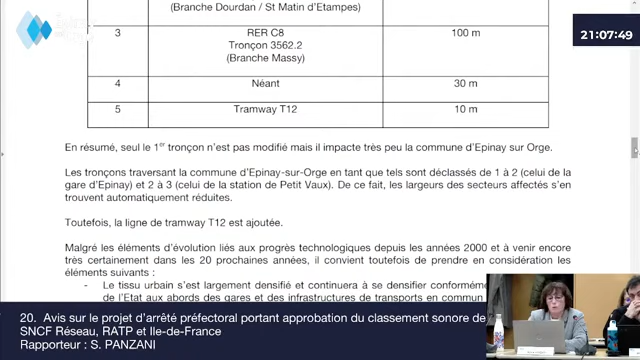 (Branche Dourdan / St Matin d'Etampes)
21:07:49
3 RER C8 100 m
Tronçon 3562.2
(Branche Massy)
4 Néant 30 m
5 Tramway T12 10 m
En résumé, seul le 1er tronçon n'est pas modifié mais il impacte très peu la commune d'Epinay sur Orge.
Les tronçons traversant la commune d'Epinay-sur-Orge en tant que tels sont déclassés de 1 à 2 (celui de la
gare d'Epinay) et 2 à 3 (celui de la station de Petit Vaux). De ce fait, les largeurs des secteurs affectés s'en
trouvent automatiquement réduites.
Toutefois, la ligne de tramway T12 est ajoutée.
Malgré les éléments d'évolution liés aux progrès technologiques depuis les années 2000 et à venir encore
très certainement dans les 20 prochaines années, il convient toutefois de prendre en considération les
éléments suivants :
- Le tissu urbain s'est largement densifié et continuera à se densifier conformém
de l'Etat aux abords des gares et des infrastructures de transports en commun
20. Avis sur le projet d'arrêté préfectoral portant approbation du classement sonore de
SNCF Réseau, RATP et Ile-de-France
Rapporteur : S. PANZANI